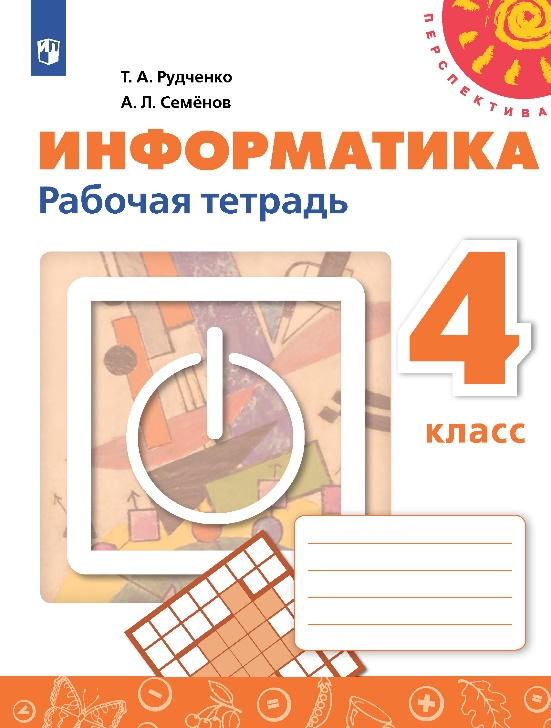 Т. А. Рудченко
А. Л. Семёнов
ПЕРСПЕКТИВА
ИНФОРМАТИКА
Рабочая тетрадь
4
класс